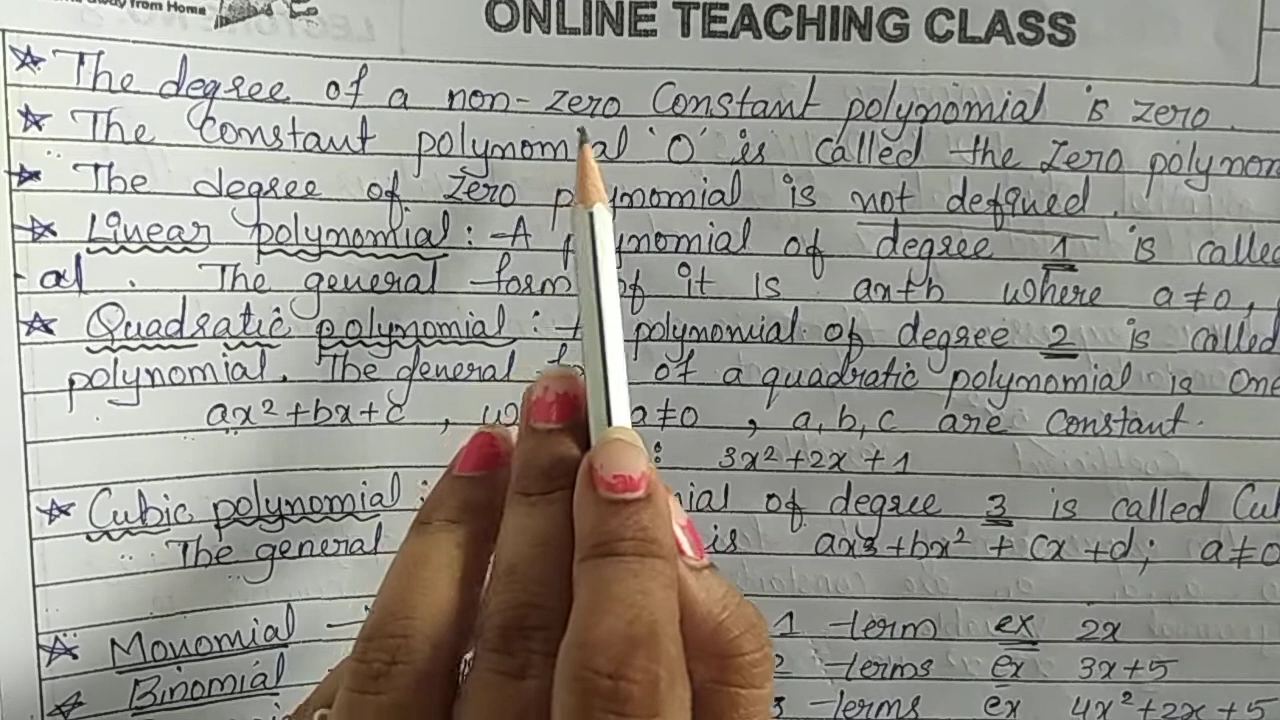 away from Home
ONLINE TEACHING CLASS
☆ The degree of a non-zero Constant polynomial is zero.
☆ The Constant polynomial 'O' is called the Zero polynom
☆ The degree of Zero polynomial is not defined.
☆ Linear polynomial : - A polynomial of degree 1 is called
- al . The general form of it is ax+b where a≠0,
☆ Quadratic polynomial : - A polynomial of degree 2 is called
polynomial. The general of a quadratic polynomial is One
ax²+bx+c , a≠0 , a, b, c are Constant.
: 3x²+2x+1
☆ Cubic polynomial : nial of degree 3 is called Cub
The general is ax3+bx²+cx+d; a≠0
☆ Monomial – 1 term ex 2x
☆ Binomial 2 terms ex 3x+5
3 terms ex 4x²+2x+5